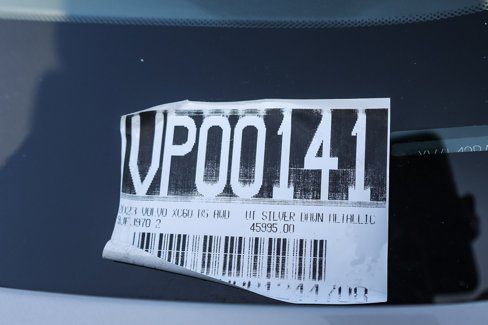 VP00141
2023 VOLVO XC60 B5 AWD UT SILVER DAWN METALLIC
45995.00